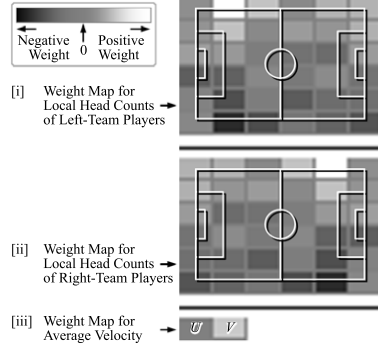 Negative Weight
0
Positive Weight
[i] Weight Map for
Local Head Counts
of Left-Team Players
[ii] Weight Map for
Local Head Counts
of Right-Team Players
[iii] Weight Map for
Average Velocity
U V